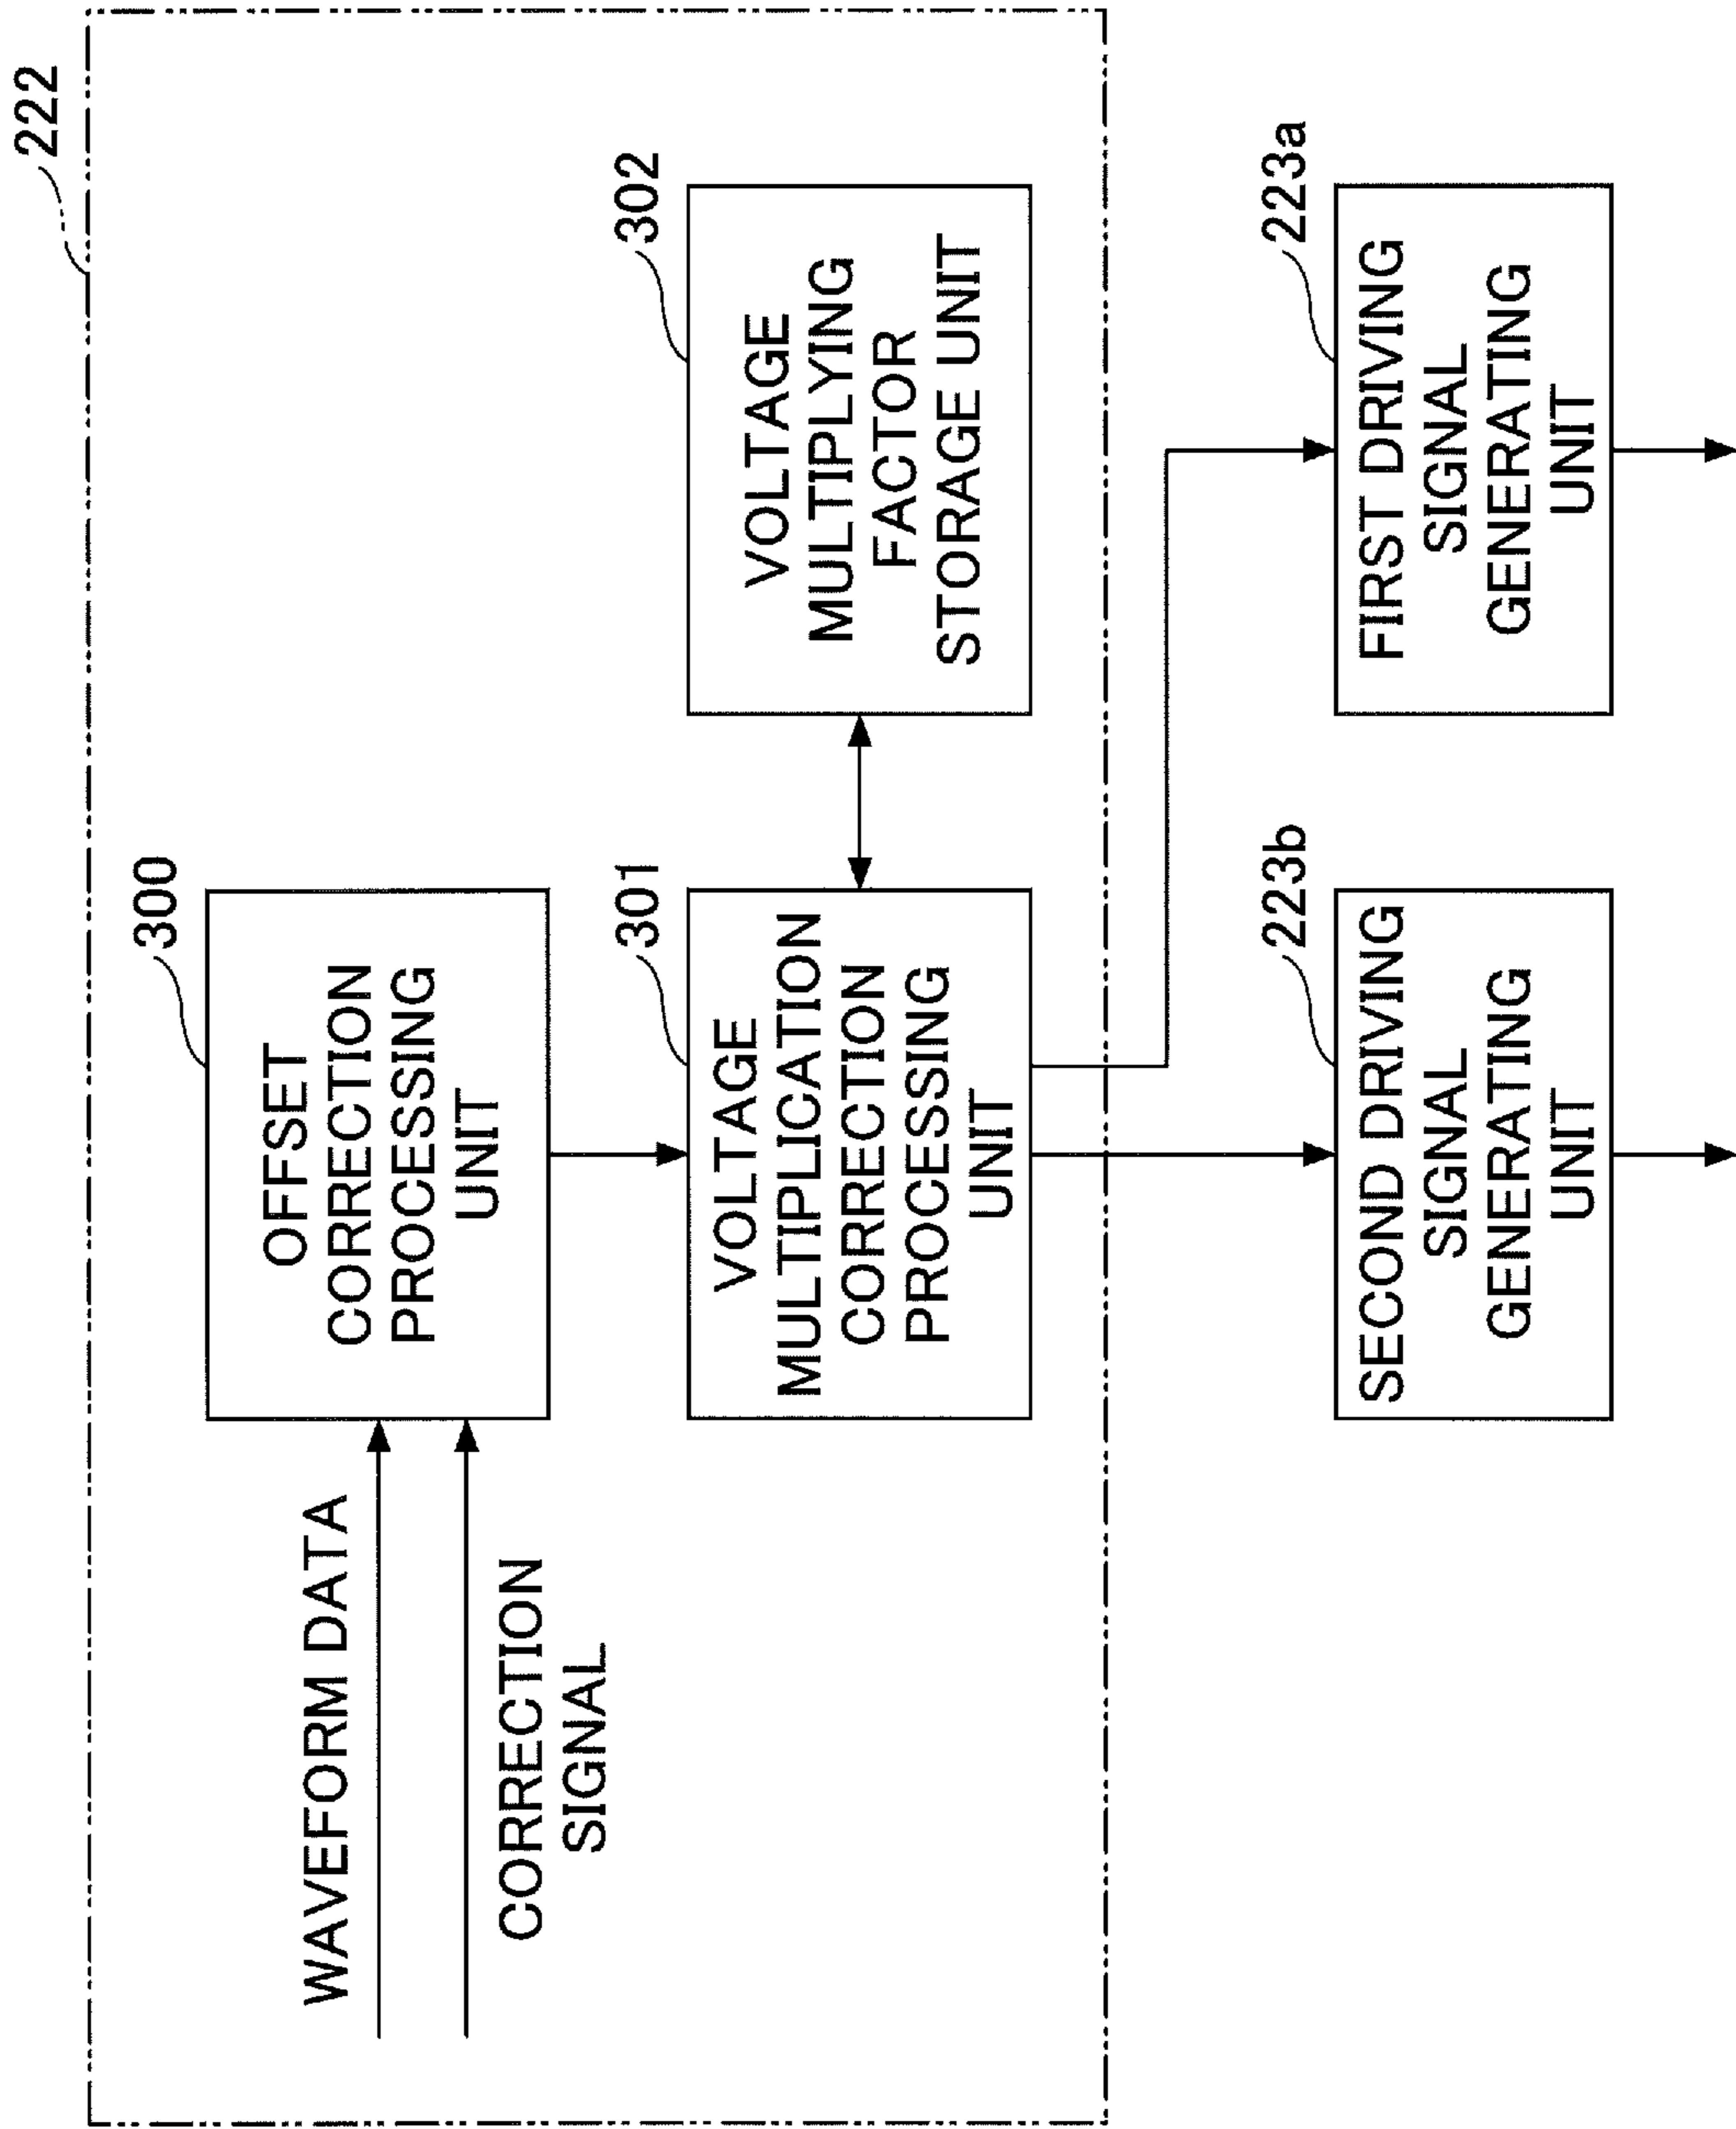 222
WAVEFORM DATA
CORRECTION
SIGNAL
300
OFFSET
CORRECTION
PROCESSING
UNIT
301
VOLTAGE
MULTIPLICATION
CORRECTION
PROCESSING
UNIT
302
VOLTAGE
MULTIPLYING
FACTOR
STORAGE UNIT
223b
SECOND DRIVING
SIGNAL
GENERATING
UNIT
223a
FIRST DRIVING
SIGNAL
GENERATING
UNIT